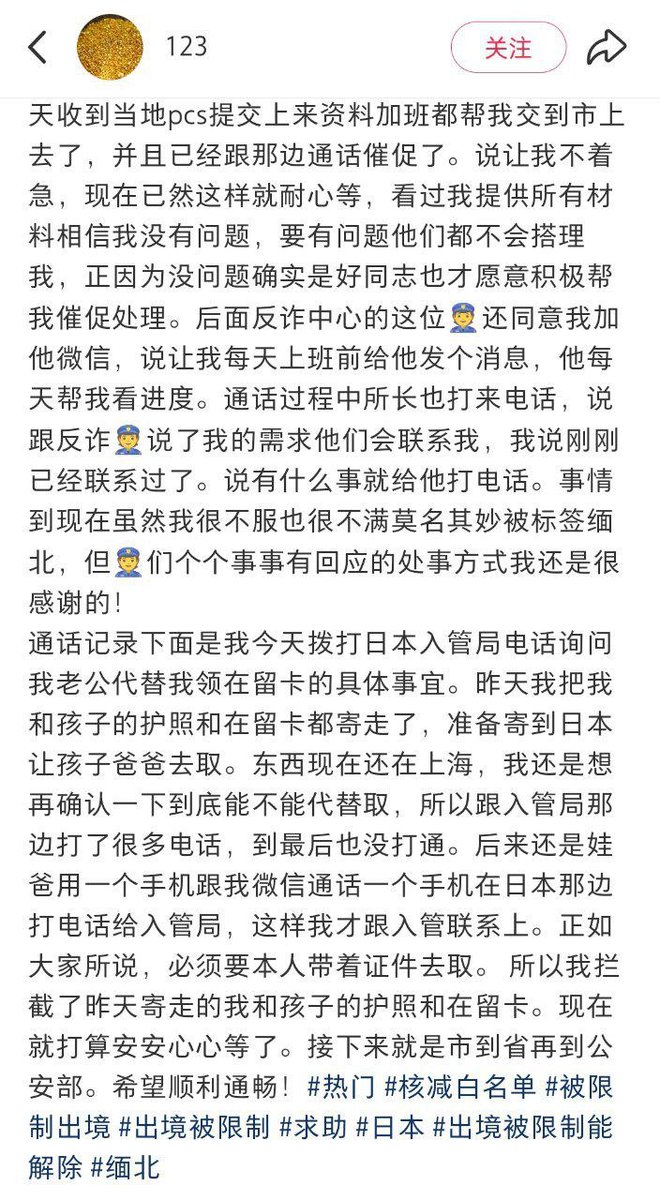 123
关注
天收到当地pcs提交上来资料加班都帮我交到市上
去了，并且已经跟那边通话催促了。说让我不着
急，现在已然这样就耐心等，看过我提供所有材
料相信我没有问题，要有问题他们都不会搭理
我，正因为没问题确实是好同志也才愿意积极帮
我催促处理。后面反诈中心的这位👮还同意我加
他微信，说让我每天上班前给他发个消息，他每
天帮我看进度。通话过程中所长也打来电话，说
跟反诈👮说了我的需求他们会联系我，我说刚刚
已经联系过了。说有什么事就给他打电话。事情
到现在虽然我很不服也很不满莫名其妙被标签缅
北，但👮们个个事事有回应的处事方式我还是很
感谢的！
通话记录下面是我今天拨打日本入管局电话询问
我老公代替我领在留卡的具体事宜。昨天我把我
和孩子的护照和在留卡都寄走了，准备寄到日本
让孩子爸爸去取。东西现在还在上海，我还是想
再确认一下到底能不能代替取，所以跟入管局那
边打了很多电话，到最后也没打通。后来还是娃
爸用一个手机跟我微信通话一个手机在日本那边
打电话给入管局，这样我才跟入管联系上。正如
大家所说，必须要本人带着证件去取。 所以我拦
截了昨天寄走的我和孩子的护照和在留卡。现在
就打算安安心心等了。接下来就是市到省再到公
安部。希望顺利通畅！#热门 #核减白名单 #被限
制出境 #出境被限制 #求助 #日本 #出境被限制能
解除 #缅北